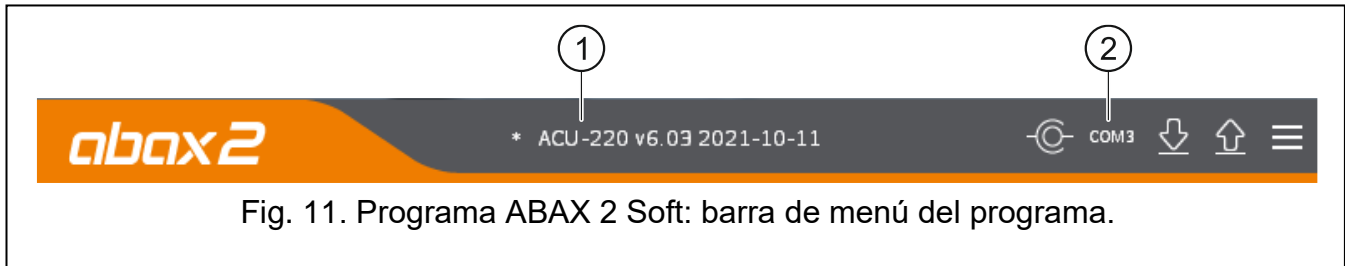 1 2
abax2 * ACU-220 v6.03 2021-10-11 COM3
Fig. 11. Programa ABAX 2 Soft: barra de menú del programa.